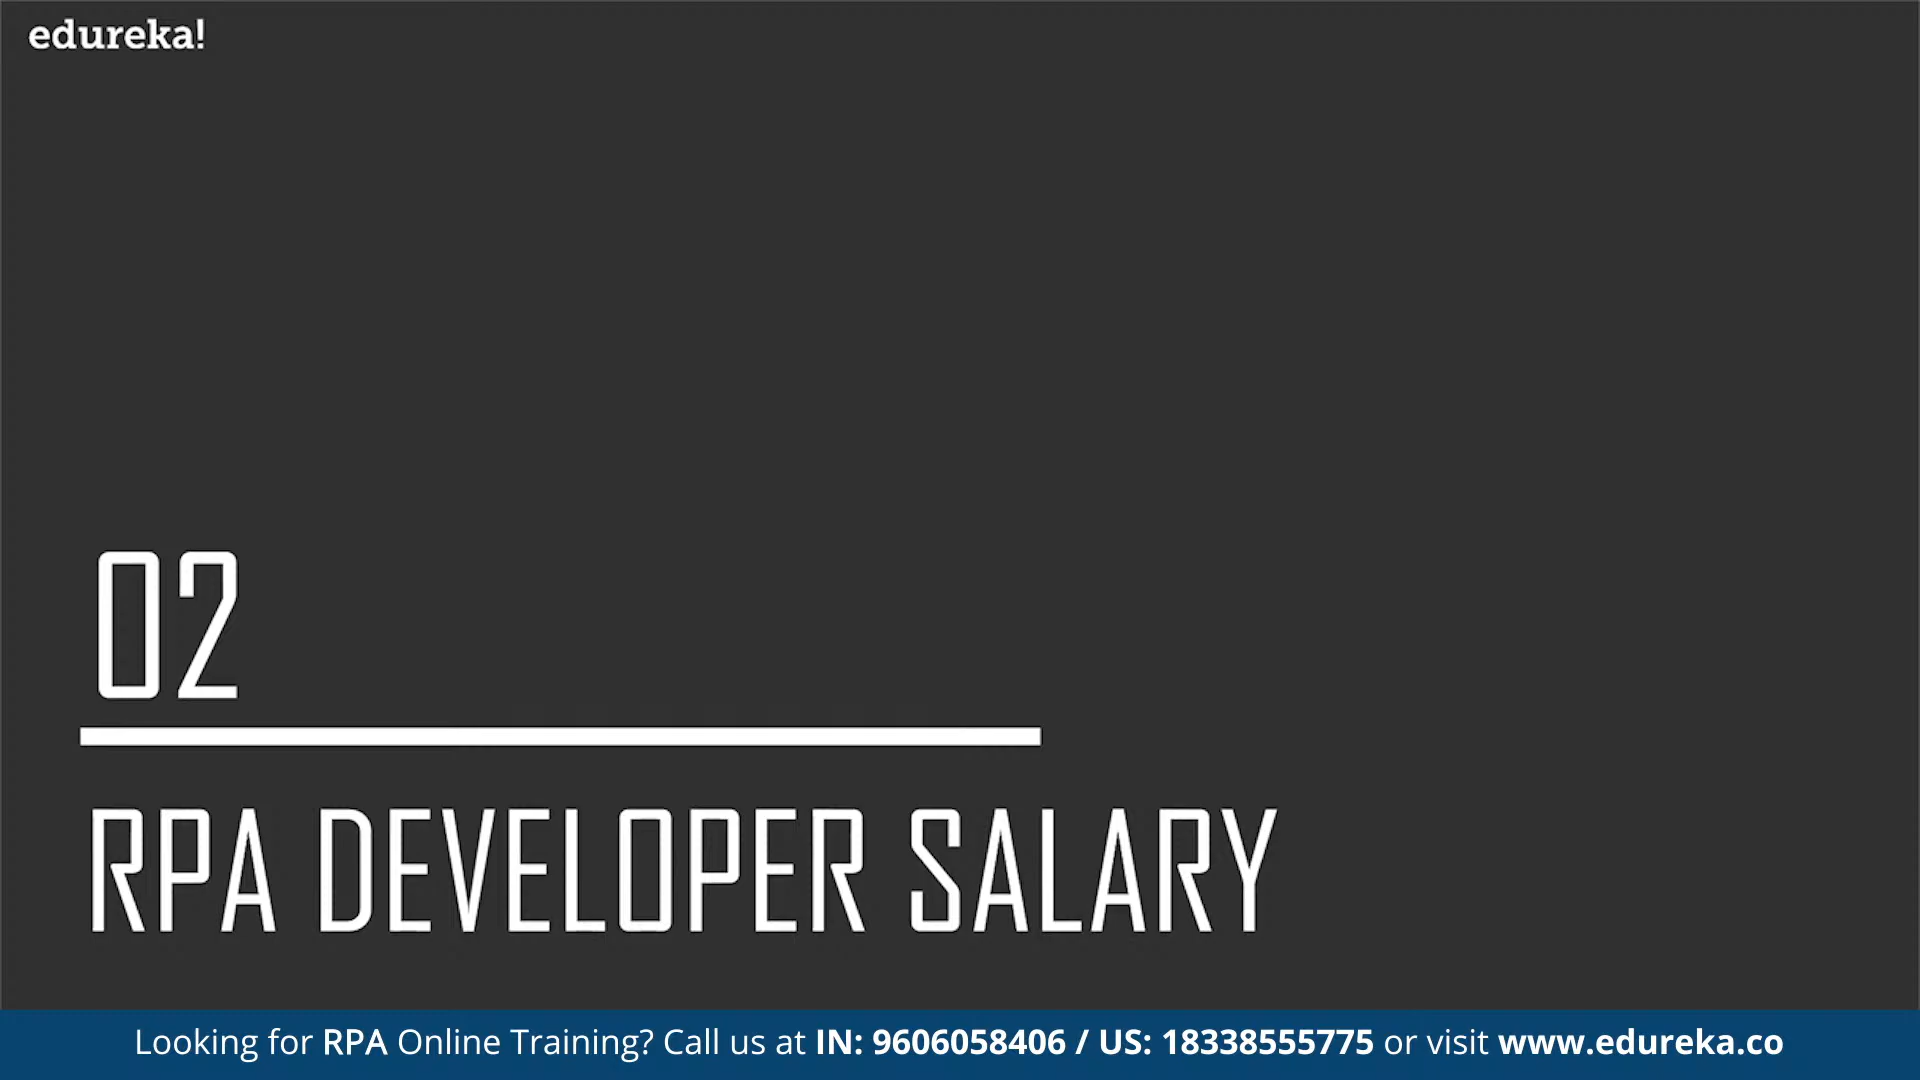 edureka!
02
RPA DEVELOPER SALARY
Looking for RPA Online Training? Call us at IN: 9606058406 / US: 18338555775 or visit www.edureka.co